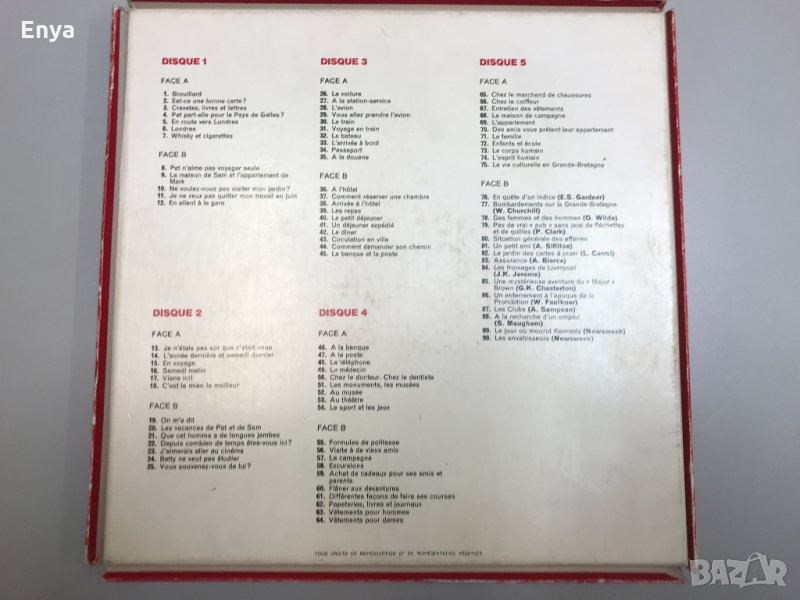 Enya
DISQUE 1
FACE A
1. Brouillard
2. Est-ce une bonne carte?
3. Cravates, livres et lettres
4. Pat part-elle pour le Pays de Galles?
5. En route vers Londres
6. Londres
7. Whisky et cigarettes
FACE B
8. Pat n'aime pas voyager seule
9. La maison de Sam et l'appartement de
Mark
10. Ne voulez-vous pas visiter mon jardin?
11. Je ne veux pas quitter mon travail en juin
12. En allant à la gare
DISQUE 2
FACE A
13. Je n'étais pas sûr que c'était vous
14. L'année dernière et samedi dernier
15. En voyage
16. Samedi matin
17. Viens ici!
18. C'est le mien le meilleur
FACE B
19. On m'a dit
20. Les vacances de Pat et de Sam
21. Que cet homme a de longues jambes
22. Depuis combien de temps êtes-vous ici?
23. J'aimerais aller au cinéma
24. Betty ne veut pas étudier
25. Vous souvenez-vous de lui?
DISQUE 3
FACE A
26. La voiture
27. A la station-service
28. L'avion
29. Vous allez prendre l'avion
30. Le train
31. Voyage en train
32. Le bateau
33. L'arrivée à bord
34. Passeport
35. A la douane
FACE B
36. A l'hôtel
37. Comment réserver une chambre
38. Arrivée à l'hôtel
39. Les repas
40. Le petit déjeuner
41. Un déjeuner expédié
42. Le dîner
43. Circulation en ville
44. Comment demander son chemin
45. La banque et la poste
DISQUE 4
FACE A
46. A la banque
47. A la poste
48. Le téléphone
49. Le médecin
50. Chez le docteur. Chez le dentiste
51. Les monuments, les musées
52. Au musée
53. Au théâtre
54. Le sport et les jeux
FACE B
55. Formules de politesse
56. Visite à de vieux amis
57. La campagne
58. Excursions
59. Achat de cadeaux pour ses amis et
parents
60. Flâner aux devantures
61. Différentes façons de faire ses courses
62. Papeteries, livres et journaux
63. Vêtements pour hommes
64. Vêtements pour dames
DISQUE 5
FACE A
65. Chez le marchand de chaussures
66. Chez le coiffeur
67. Entretien des vêtements
68. La maison de campagne
69. L'appartement
70. Des amis vous prêtent leur appartement
71. La famille
72. Enfants et école
73. Le corps humain
74. L'esprit humain
75. La vie culturelle en Grande-Bretagne
FACE B
76. En quête d'un indice (E.S. Gardner)
77. Bombardements sur la Grande-Bretagne
(W. Churchill)
78. Des femmes et des hommes (O. Wilde)
79. Pas de vrai « pub » sans jeux de fléchettes
et de quilles (P. Clark)
80. Situation générale des affaires
81. Un petit ami (A. Sillitoe)
82. Le jardin des cartes à jouer (L. Carrol)
83. Assurance (A. Bierce)
84. Les fromages de Liverpool
(J.K. Jerome)
85. Une mystérieuse aventure du « Major »
Brown (G.K. Chesterton)
86. Un enterrement à l'époque de la
Prohibition (W. Faulkner)
87. Les Clubs (A. Sampson)
88. A la recherche d'un emploi
(S. Maugham)
89. Le jour où mourut Kennedy (Newsweek)
90. Les envahisseurs (Newsweek)
TOUS DROITS DE REPRODUCTION ET DE REPRÉSENTATION RÉSERVÉS
BAZAR
bg